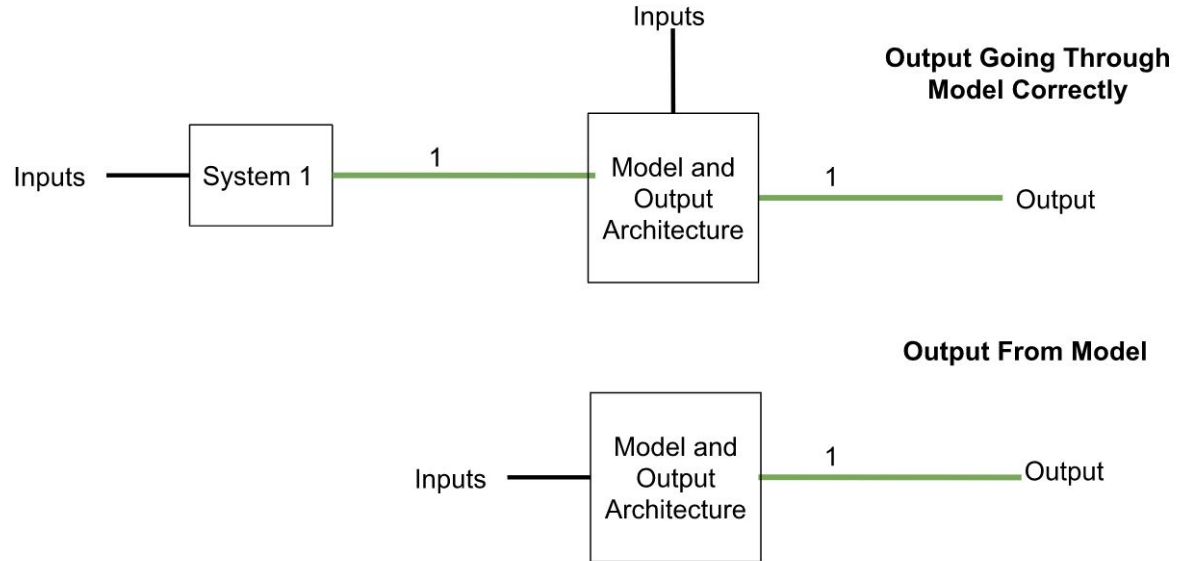 Inputs
Output Going Through
Model Correctly
Inputs
System 1
1
Model and
Output
Architecture
1
Output
Output From Model
Inputs
Model and
Output
Architecture
1
Output